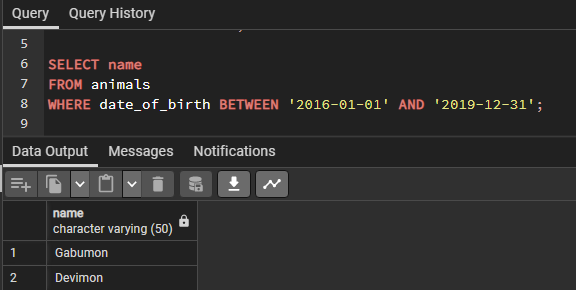 Query Query History
5
6 SELECT name
7 FROM animals
8 WHERE date_of_birth BETWEEN '2016-01-01' AND '2019-12-31';
9
Data Output Messages Notifications
name
character varying (50)
1 Gabumon
2 Devimon